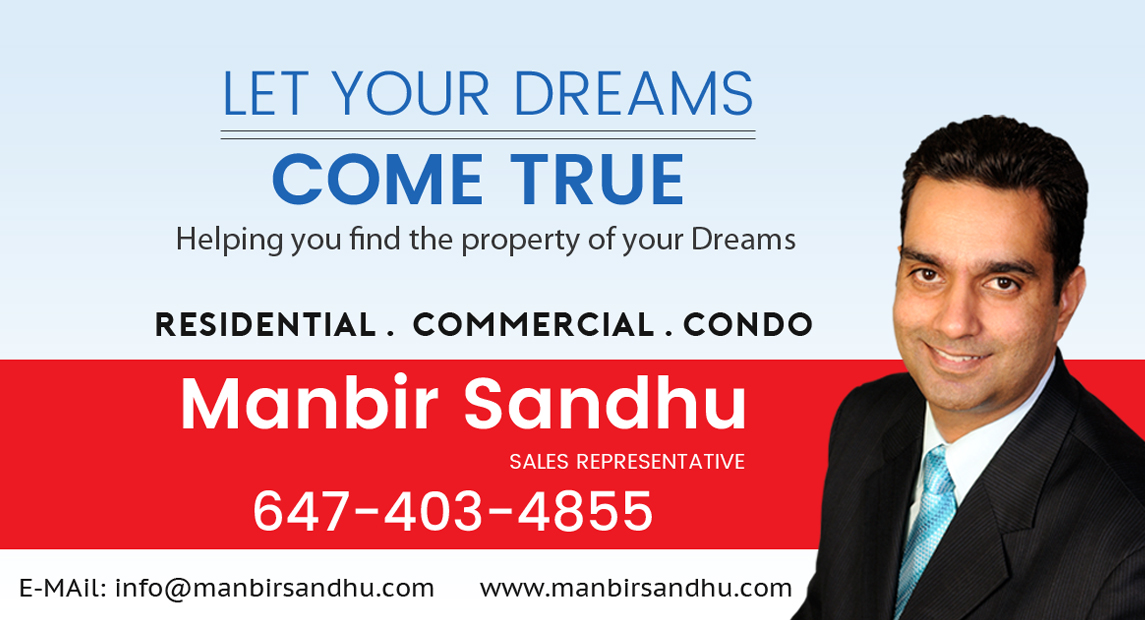 LET YOUR DREAMS
COME TRUE
Helping you find the property of your Dreams
RESIDENTIAL . COMMERCIAL . CONDO
Manbir Sandhu
SALES REPRESENTATIVE
647-403-4855
E-MAil: info@manbirsandhu.com www.manbirsandhu.com